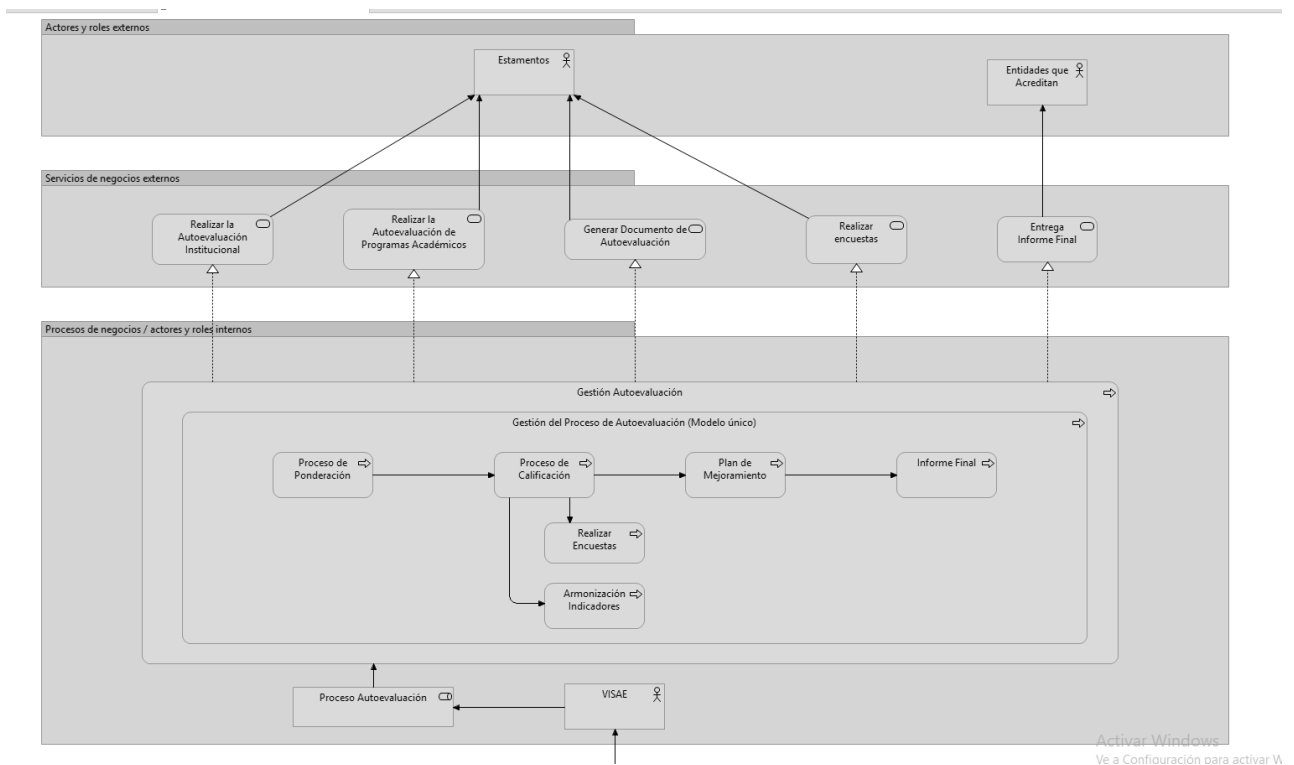 Actores y roles externos
Estamentos
Entidades que
Acreditan
Servicios de negocios externos
Realizar la
Autoevaluación
Institucional
Realizar la
Autoevaluación de
Programas Académicos
Generar Documento de
Autoevaluación
Realizar
encuestas
Entrega
Informe Final
Procesos de negocios / actores y roles internos
Gestión Autoevaluación
Gestión del Proceso de Autoevaluación (Modelo único)
Proceso de
Ponderación
Proceso de
Calificación
Plan de
Mejoramiento
Informe Final
Realizar
Encuestas
Armonización
Indicadores
Proceso Autoevaluación
VISAE
Activar Windows
Ve a Configuración para activar W